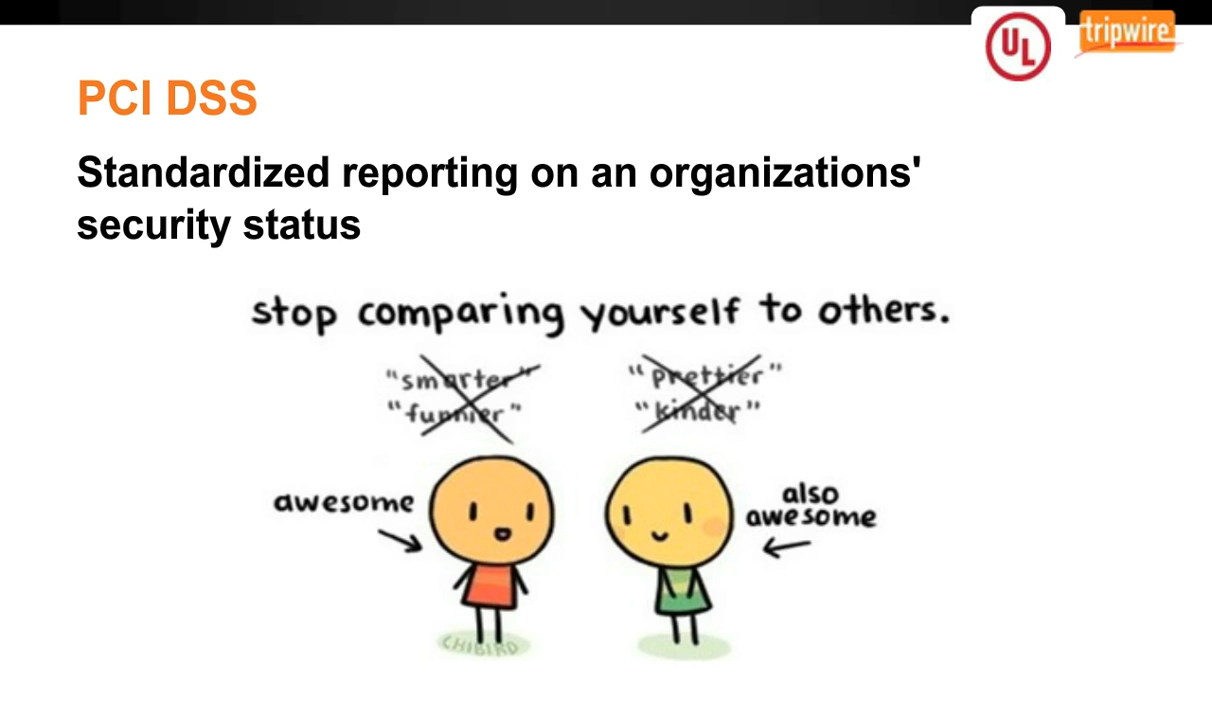 UL
tripwire
PCI DSS
Standardized reporting on an organizations'
security status
stop comparing yourself to others.
"smarter" "prettier"
"funnier" "kinder"
awesome
also
awesome
CHIBIRD